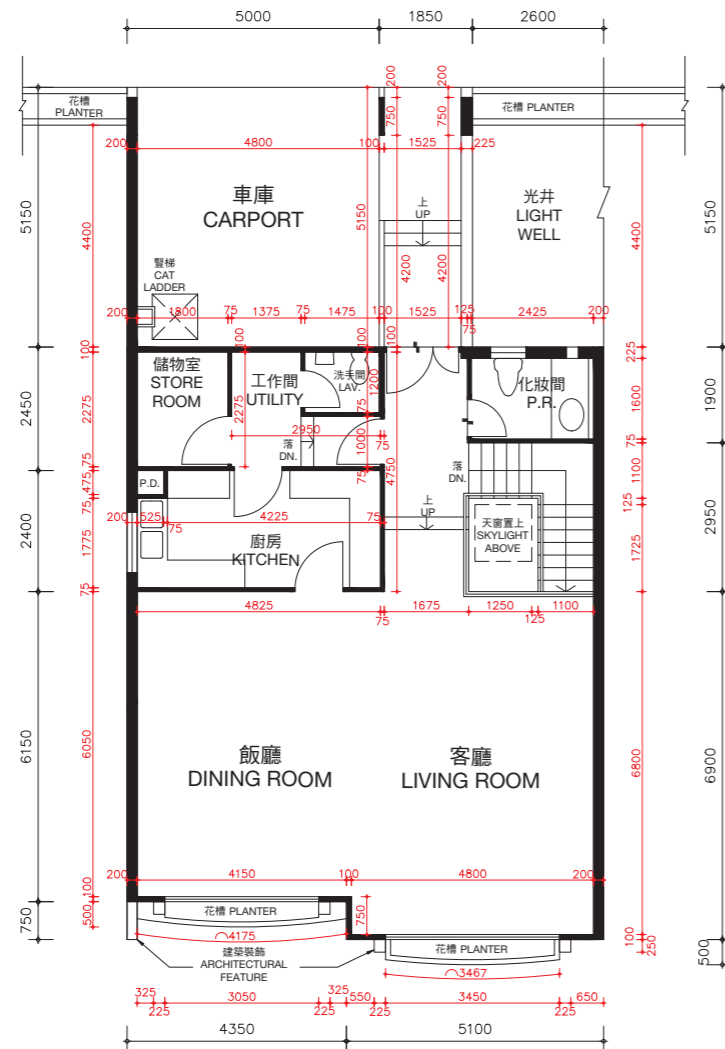 5000
1850
2600
花槽
PLANTER
200
750
200
750
花槽 PLANTER
200
4800
100
1525
225
車庫
CARPORT
5150
4400
5150
上
UP
光井
LIGHT
WELL
4400
5150
豎梯
CAT
LADDER
4200
4200
200
1800
75
1375
75
1475
100
1525
125
75
2425
200
100
100
100
225
儲物室
STORE
ROOM
工作間
UTILITY
洗手間
LAV.
化妝間
P.R.
2450
2275
2275
1200
1600
1900
75
2950
75
75
落
DN.
1000
75
4750
落
DN.
1100
75
475
P.D.
75
125
200
525
75
4225
75
上
UP
天窗置上
SKYLIGHT
ABOVE
2400
1775
廚房
KITCHEN
1725
2950
75
4825
75
1675
1250
125
1100
6150
6050
飯廳
DINING ROOM
客廳
LIVING ROOM
6800
6900
200
4150
100
4800
200
100
750
500
花槽 PLANTER
750
4175
建築裝飾
ARCHITECTURAL
FEATURE
花槽 PLANTER
100
250
500
3467
325
225
3050
325
225
550
225
3450
225
650
4350
5100